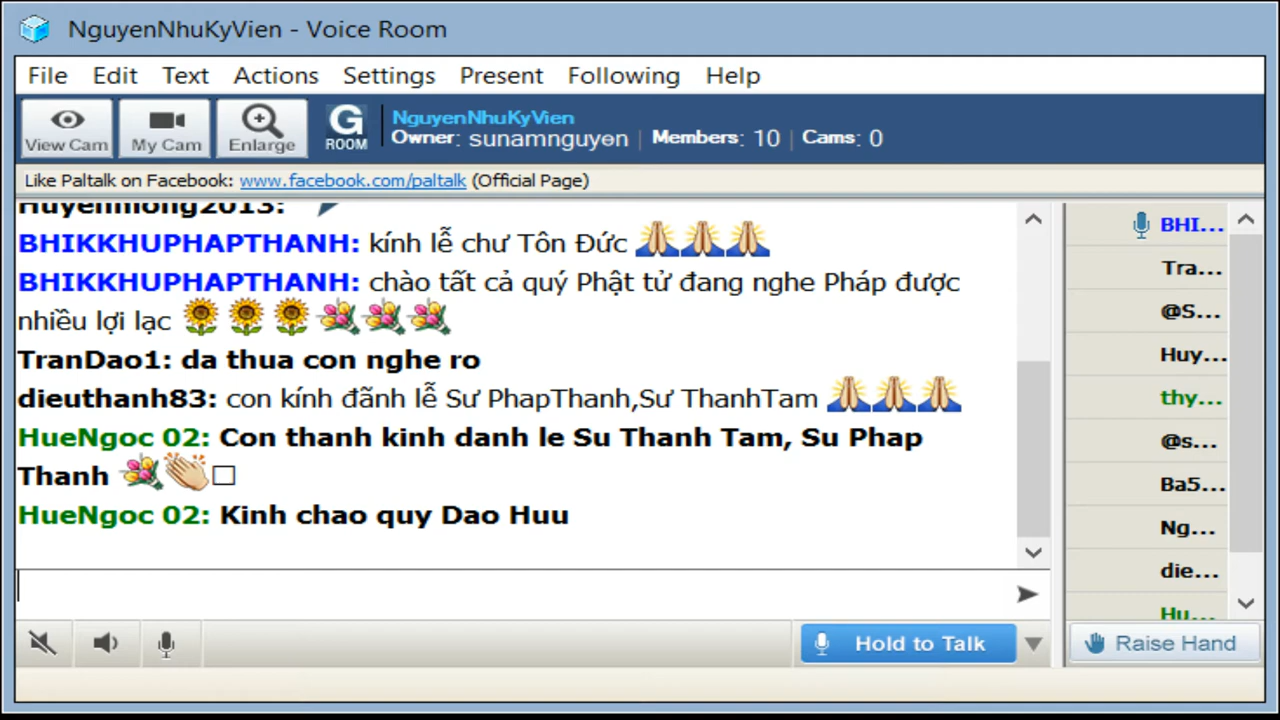 NguyenNhuKyVien - Voice Room
File Edit Text Actions Settings Present Following Help
View Cam
My Cam
Enlarge
G
ROOM
NguyenNhuKyVien
Owner: sunamnguyen | Members: 10 | Cams: 0
Like Paltalk on Facebook: www.facebook.com/paltalk (Official Page)
Huyenmong2013:
BHIKKHUPHAPTHANH: kính lễ chư Tôn Đức
BHIKKHUPHAPTHANH: chào tất cả quý Phật tử đang nghe Pháp được
nhiều lợi lạc
TranDao1: da thua con nghe ro
dieuthanh83: con kính đãnh lễ Sư PhapThanh,Sư ThanhTam
HueNgoc 02: Con thanh kinh danh le Su Thanh Tam, Su Phap
Thanh
HueNgoc 02: Kinh chao quy Dao Huu
BHI...
Tra...
@S...
Huy...
thy...
@s...
Ba5...
Ng...
die...
Hu...
Hold to Talk
Raise Hand